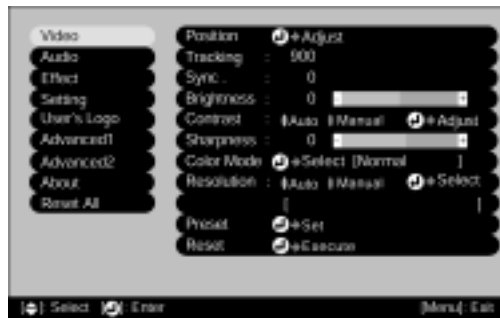 Video
Audio
Effect
Setting
User's Logo
Advanced1
Advanced2
About
Reset All
Position Adjust
Tracking : 900
Sync. : 0
Brightness : 0 - +
Contrast : Auto Manual Adjust
Sharpness : 0 - +
Color Mode Select [Normal ]
Resolution : Auto Manual Select
[ ]
Preset Set
Reset Execute
[ ]: Select [ ]: Enter [Menu]: Exit